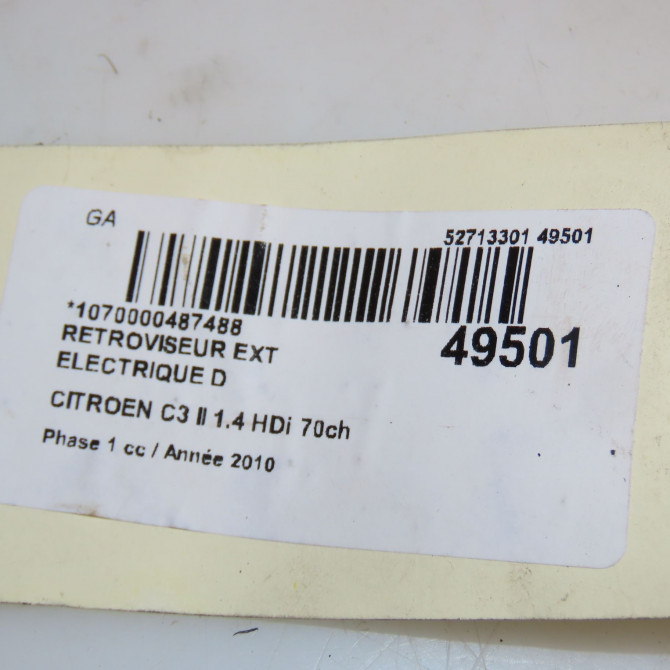 GA
52713301 49501
*1070000487488
49501
RETROVISEUR EXT
ELECTRIQUE D
CITROEN C3 II 1.4 HDi 70ch
Phase 1 cc / Année 2010